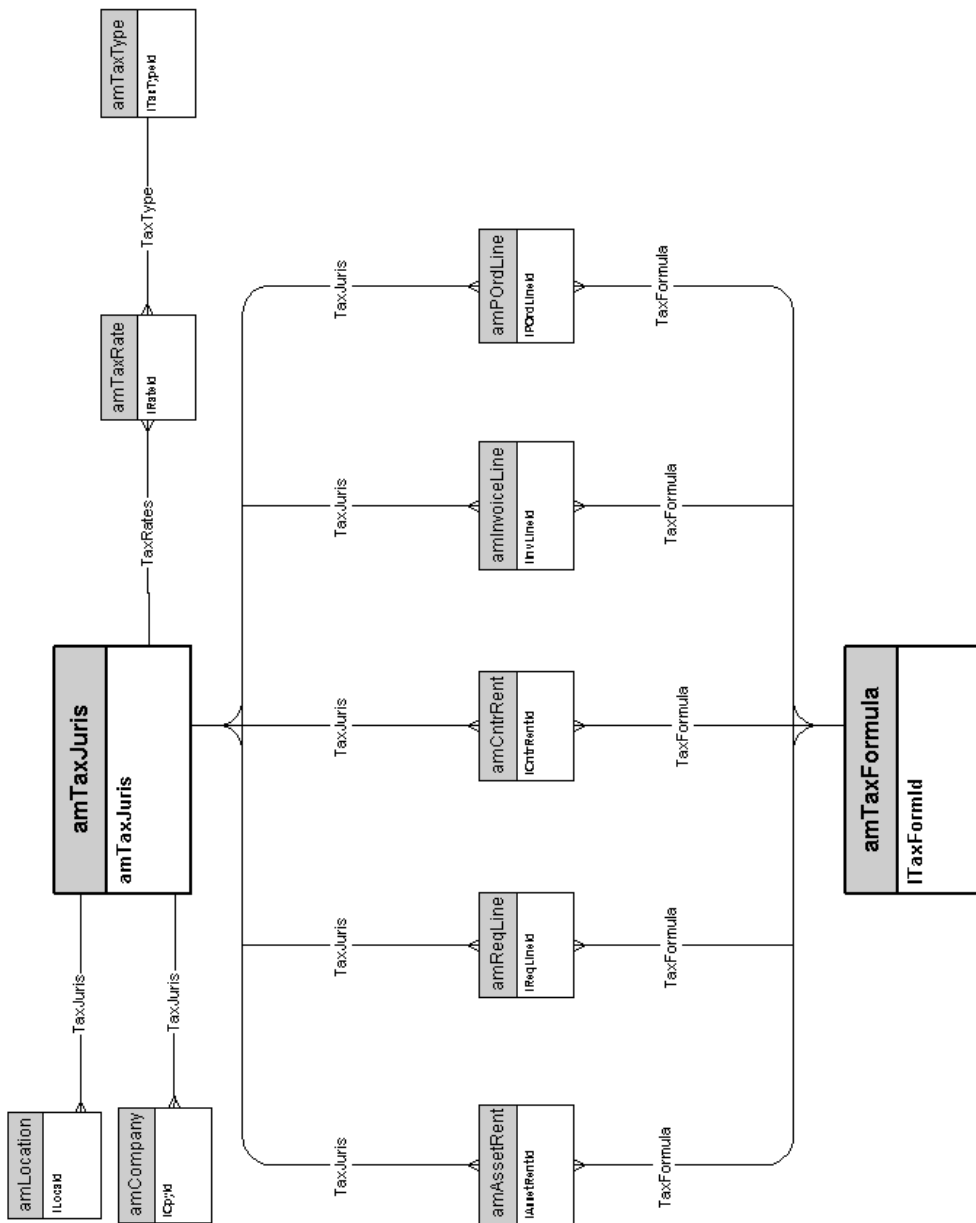 amLocation
lLocaId
TaxJuris
amCompany
lCpyId
TaxJuris
amTaxJuris
amTaxJuris
TaxRates
amTaxRate
lRateId
TaxType
amTaxType
lTaxTypeId
TaxJuris
TaxJuris
TaxJuris
TaxJuris
TaxJuris
amAssetRent
lAssetRentId
amReqLine
lReqLineId
amCntrRent
lCntrRentId
amInvoiceLine
lInvLineId
amPOrdLine
lPOrdLineId
TaxFormula
TaxFormula
TaxFormula
TaxFormula
TaxFormula
amTaxFormula
lTaxFormId